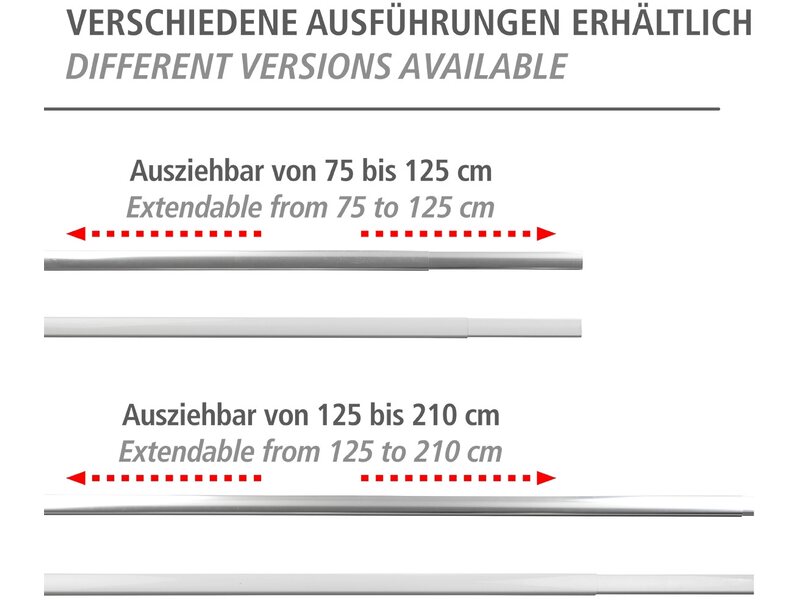 VERSCHIEDENE AUSFÜHRUNGEN ERHÄLTLICH
DIFFERENT VERSIONS AVAILABLE
Ausziehbar von 75 bis 125 cm
Extendable from 75 to 125 cm
Ausziehbar von 125 bis 210 cm
Extendable from 125 to 210 cm